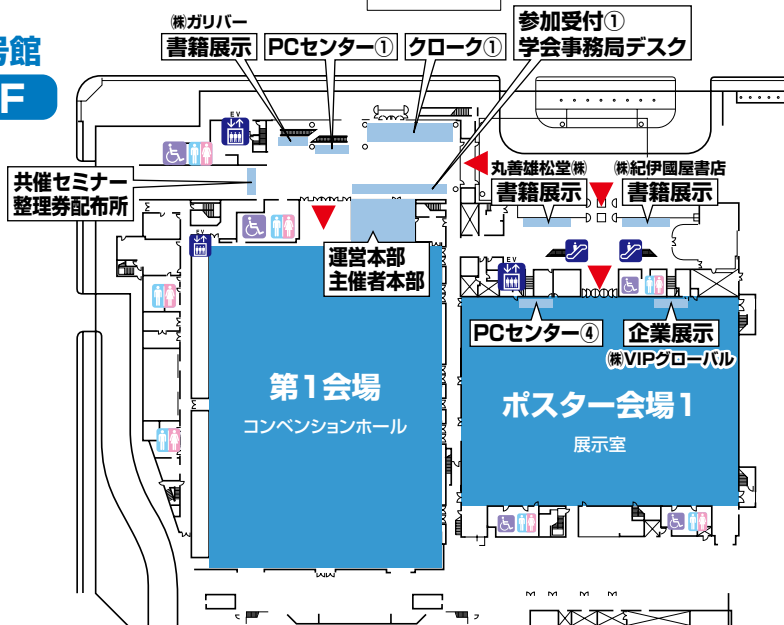 号館
F
㈱ガリバー
書籍展示
PCセンター①
クローク①
参加受付①
学会事務局デスク
EV
共催セミナー
整理券配布所
丸善雄松堂㈱
書籍展示
㈱紀伊國屋書店
書籍展示
EV
運営本部
主催者本部
EV
PCセンター④
企業展示
㈱VIPグローバル
第1会場
コンベンションホール
ポスター会場1
展示室